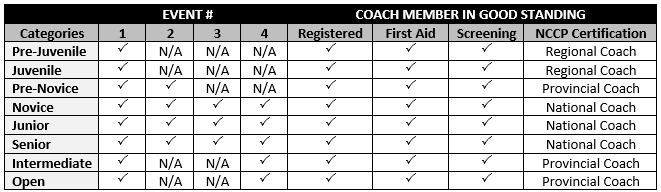 EVENT # COACH MEMBER IN GOOD STANDING
Categories 1 2 3 4 Registered First Aid Screening NCCP Certification
Pre-Juvenile ✓ N/A N/A N/A ✓ ✓ ✓ Regional Coach
Juvenile ✓ N/A N/A N/A ✓ ✓ ✓ Regional Coach
Pre-Novice ✓ ✓ N/A N/A ✓ ✓ ✓ Provincial Coach
Novice ✓ ✓ ✓ ✓ ✓ ✓ ✓ National Coach
Junior ✓ ✓ ✓ ✓ ✓ ✓ ✓ National Coach
Senior ✓ ✓ ✓ ✓ ✓ ✓ ✓ National Coach
Intermediate ✓ N/A N/A ✓ ✓ ✓ ✓ Provincial Coach
Open ✓ N/A N/A ✓ ✓ ✓ ✓ Provincial Coach